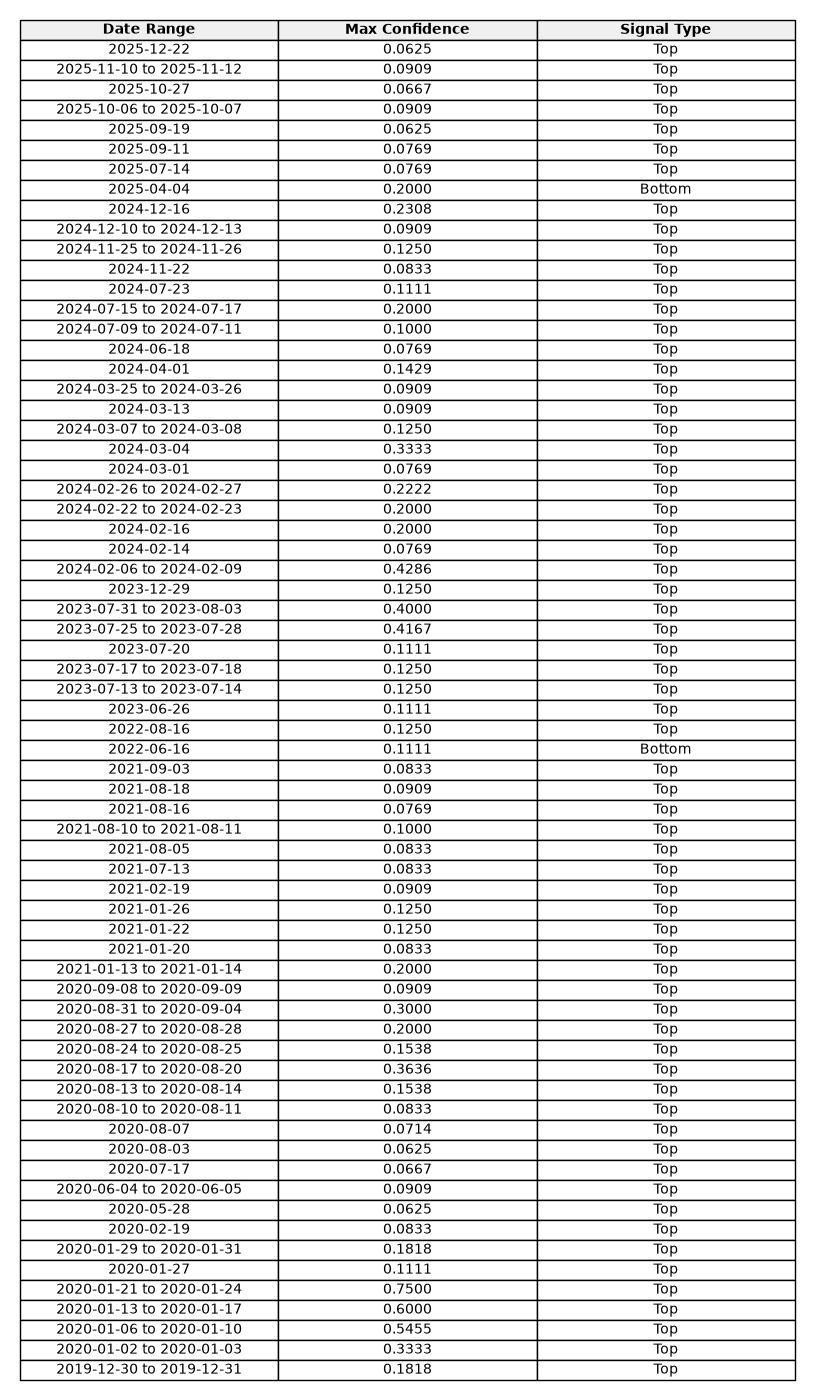 Date Range Max Confidence Signal Type
2025-12-22 0.0625 Top
2025-11-10 to 2025-11-12 0.0909 Top
2025-10-27 0.0667 Top
2025-10-06 to 2025-10-07 0.0909 Top
2025-09-19 0.0625 Top
2025-09-11 0.0769 Top
2025-07-14 0.0769 Top
2025-04-04 0.2000 Bottom
2024-12-16 0.2308 Top
2024-12-10 to 2024-12-13 0.0909 Top
2024-11-25 to 2024-11-26 0.1250 Top
2024-11-22 0.0833 Top
2024-07-23 0.1111 Top
2024-07-15 to 2024-07-17 0.2000 Top
2024-07-09 to 2024-07-11 0.1000 Top
2024-06-18 0.0769 Top
2024-04-01 0.1429 Top
2024-03-25 to 2024-03-26 0.0909 Top
2024-03-13 0.0909 Top
2024-03-07 to 2024-03-08 0.1250 Top
2024-03-04 0.3333 Top
2024-03-01 0.0769 Top
2024-02-26 to 2024-02-27 0.2222 Top
2024-02-22 to 2024-02-23 0.2000 Top
2024-02-16 0.2000 Top
2024-02-14 0.0769 Top
2024-02-06 to 2024-02-09 0.4286 Top
2023-12-29 0.1250 Top
2023-07-31 to 2023-08-03 0.4000 Top
2023-07-25 to 2023-07-28 0.4167 Top
2023-07-20 0.1111 Top
2023-07-17 to 2023-07-18 0.1250 Top
2023-07-13 to 2023-07-14 0.1250 Top
2023-06-26 0.1111 Top
2022-08-16 0.1250 Top
2022-06-16 0.1111 Bottom
2021-09-03 0.0833 Top
2021-08-18 0.0909 Top
2021-08-16 0.0769 Top
2021-08-10 to 2021-08-11 0.1000 Top
2021-08-05 0.0833 Top
2021-07-13 0.0833 Top
2021-02-19 0.0909 Top
2021-01-26 0.1250 Top
2021-01-22 0.1250 Top
2021-01-20 0.0833 Top
2021-01-13 to 2021-01-14 0.2000 Top
2020-09-08 to 2020-09-09 0.0909 Top
2020-08-31 to 2020-09-04 0.3000 Top
2020-08-27 to 2020-08-28 0.2000 Top
2020-08-24 to 2020-08-25 0.1538 Top
2020-08-17 to 2020-08-20 0.3636 Top
2020-08-13 to 2020-08-14 0.1538 Top
2020-08-10 to 2020-08-11 0.0833 Top
2020-08-07 0.0714 Top
2020-08-03 0.0625 Top
2020-07-17 0.0667 Top
2020-06-04 to 2020-06-05 0.0909 Top
2020-05-28 0.0625 Top
2020-02-19 0.0833 Top
2020-01-29 to 2020-01-31 0.1818 Top
2020-01-27 0.1111 Top
2020-01-21 to 2020-01-24 0.7500 Top
2020-01-13 to 2020-01-17 0.6000 Top
2020-01-06 to 2020-01-10 0.5455 Top
2020-01-02 to 2020-01-03 0.3333 Top
2019-12-30 to 2019-12-31 0.1818 Top